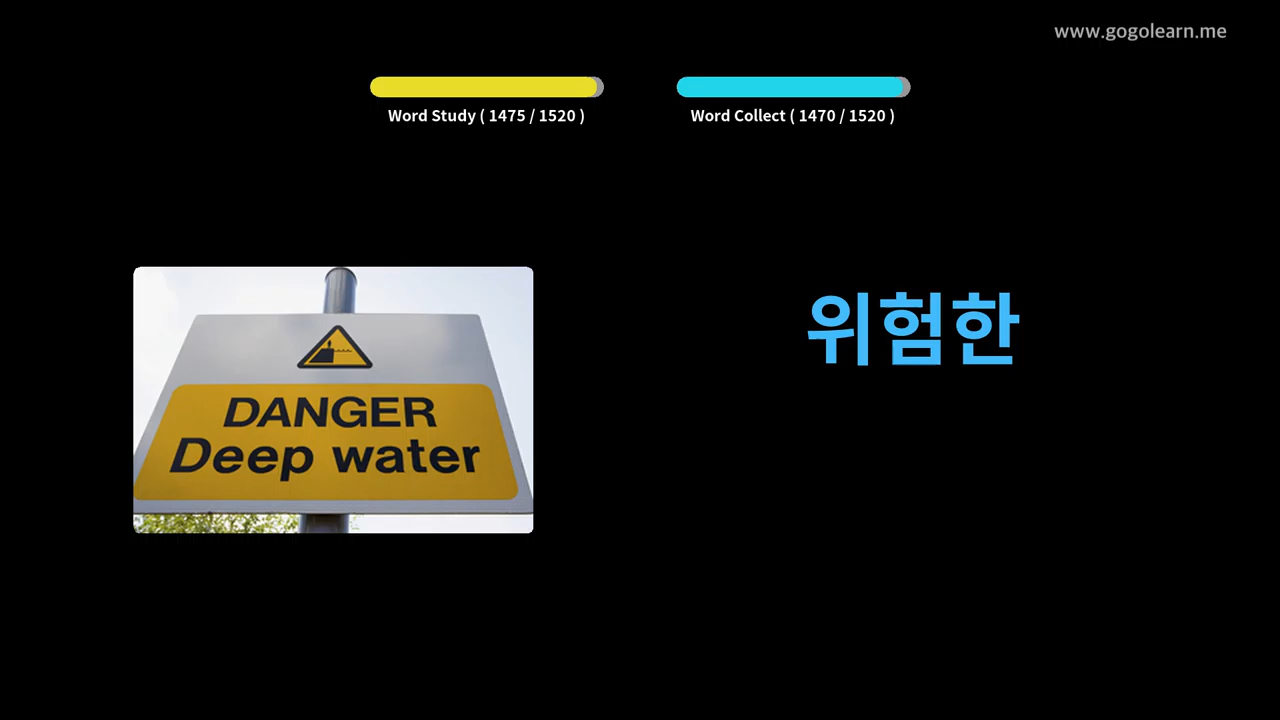 www.gogolearn.me
Word Study ( 1475 / 1520 )
Word Collect ( 1470 / 1520 )
위험한
DANGER
Deep water